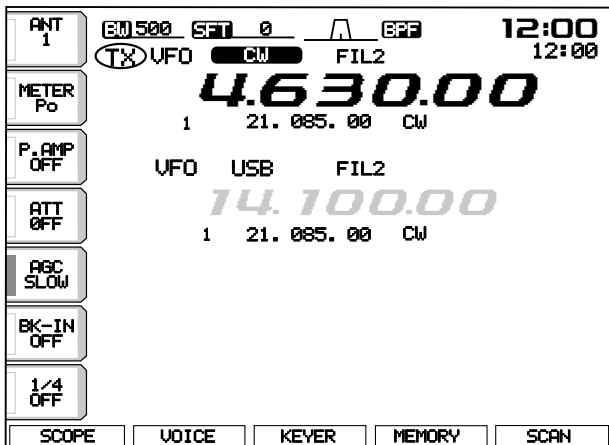 ANT
1
BW 500 SFT 0 BPF 12:00
TX VFO CW FIL2 12:00
METER
Po
4.630.00
1 21.085.00 CW
P.AMP
OFF
VFO USB FIL2
ATT
OFF
14.100.00
1 21.085.00 CW
AGC
SLOW
BK-IN
OFF
1/4
OFF
SCOPE VOICE KEYER MEMORY SCAN